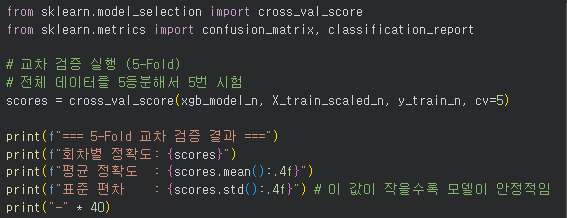 from sklearn.model_selection import cross_val_score
from sklearn.metrics import confusion_matrix, classification_report
# 교차 검증 실행 (5-Fold)
# 전체 데이터를 5등분해서 5번 시험
scores = cross_val_score(xgb_model_n, X_train_scaled_n, y_train_n, cv=5)
print(f"=== 5-Fold 교차 검증 결과 ===")
print(f"회차별 정확도: {scores}")
print(f"평균 정확도  : {scores.mean():.4f}")
print(f"표준 편차    : {scores.std():.4f}") # 이 값이 작을수록 모델이 안정적임
print("-" * 40)